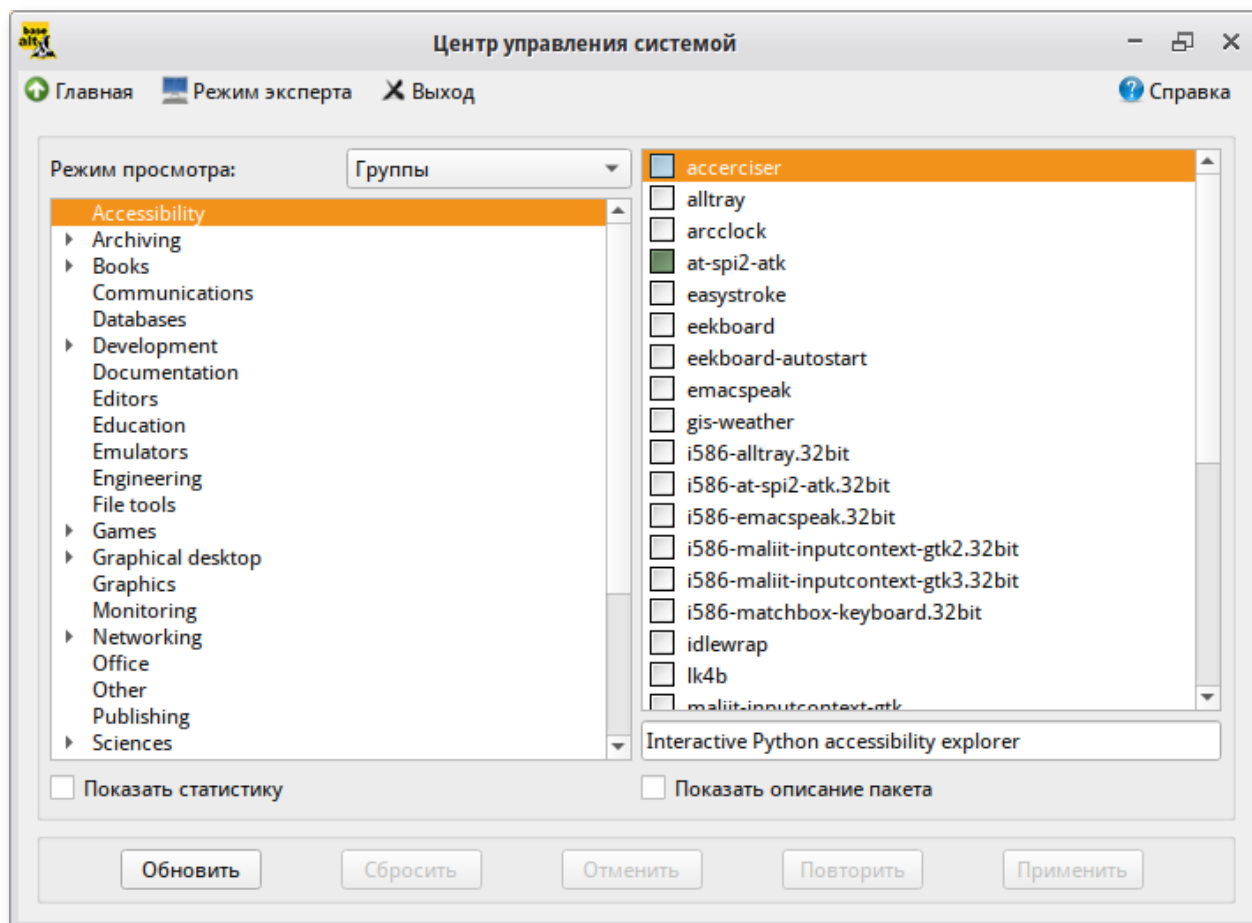 base
alt
Центр управления системой
Главная Режим эксперта Выход Справка
Режим просмотра: Группы
Accessibility
Archiving
Books
Communications
Databases
Development
Documentation
Editors
Education
Emulators
Engineering
File tools
Games
Graphical desktop
Graphics
Monitoring
Networking
Office
Other
Publishing
Sciences
accerciser
alltray
arcclock
at-spi2-atk
easystroke
eekboard
eekboard-autostart
emacspeak
gis-weather
i586-alltray.32bit
i586-at-spi2-atk.32bit
i586-emacspeak.32bit
i586-maliit-inputcontext-gtk2.32bit
i586-maliit-inputcontext-gtk3.32bit
i586-matchbox-keyboard.32bit
idlewrap
lk4b
maliit-inputcontext-gtk
Interactive Python accessibility explorer
Показать статистику Показать описание пакета
Обновить Сбросить Отменить Повторить Применить